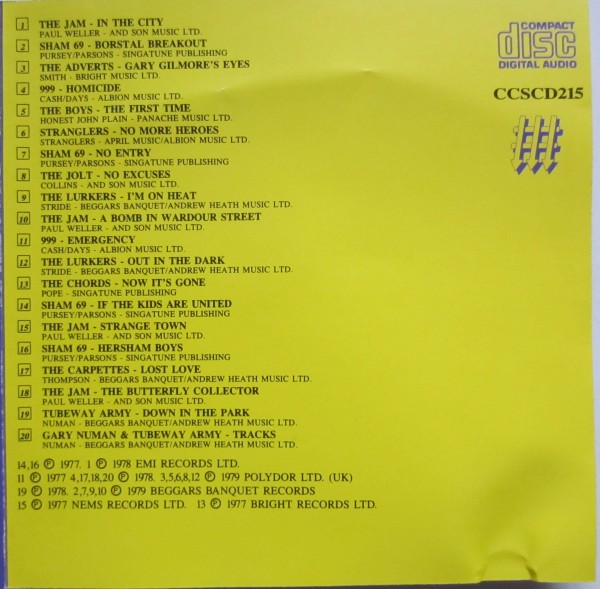 1 THE JAM - IN THE CITY
PAUL WELLER - AND SON MUSIC LTD.
2 SHAM 69 - BORSTAL BREAKOUT
PURSEY/PARSONS - SINGATUNE PUBLISHING
3 THE ADVERTS - GARY GILMORE'S EYES
SMITH - BRIGHT MUSIC LTD.
4 999 - HOMICIDE
CASH/DAYS - ALBION MUSIC LTD.
5 THE BOYS - THE FIRST TIME
HONEST JOHN PLAIN - PANACHE MUSIC LTD.
6 STRANGLERS - NO MORE HEROES
STRANGLERS - APRIL MUSIC/ALBION MUSIC LTD.
7 SHAM 69 - NO ENTRY
PURSEY/PARSONS - SINGATUNE PUBLISHING
8 THE JOLT - NO EXCUSES
COLLINS - AND SON MUSIC LTD.
9 THE LURKERS - I'M ON HEAT
STRIDE - BEGGARS BANQUET/ANDREW HEATH MUSIC LTD.
10 THE JAM - A BOMB IN WARDOUR STREET
PAUL WELLER - AND SON MUSIC LTD.
11 999 - EMERGENCY
CASH/DAYS - ALBION MUSIC LTD.
12 THE LURKERS - OUT IN THE DARK
STRIDE - BEGGARS BANQUET/ANDREW HEATH MUSIC LTD.
13 THE CHORDS - NOW IT'S GONE
POPE - SINGATUNE PUBLISHING
14 SHAM 69 - IF THE KIDS ARE UNITED
PURSEY/PARSONS - SINGATUNE PUBLISHING
15 THE JAM - STRANGE TOWN
PAUL WELLER - AND SON MUSIC LTD.
16 SHAM 69 - HERSHAM BOYS
PURSEY/PARSONS - SINGATUNE PUBLISHING
17 THE CARPETTES - LOST LOVE
THOMPSON - BEGGARS BANQUET/ANDREW HEATH MUSIC LTD.
18 THE JAM - THE BUTTERFLY COLLECTOR
PAUL WELLER - AND SON MUSIC LTD.
19 TUBEWAY ARMY - DOWN IN THE PARK
NUMAN - BEGGARS BANQUET/ANDREW HEATH MUSIC LTD.
20 GARY NUMAN & TUBEWAY ARMY - TRACKS
NUMAN - BEGGARS BANQUET/ANDREW HEATH MUSIC LTD.
14,16 ℗ 1977. 1 ℗ 1978 EMI RECORDS LTD.
11 ℗ 1977 4,17,18,20 ℗ 1978. 3,5,6,8,12 ℗ 1979 POLYDOR LTD. (UK)
19 ℗ 1978. 2,7,9,10 ℗ 1979 BEGGARS BANQUET RECORDS
15 ℗ 1977 NEMS RECORDS LTD. 13 ℗ 1977 BRIGHT RECORDS LTD.
COMPACT
disc
DIGITAL AUDIO
CCSCD215